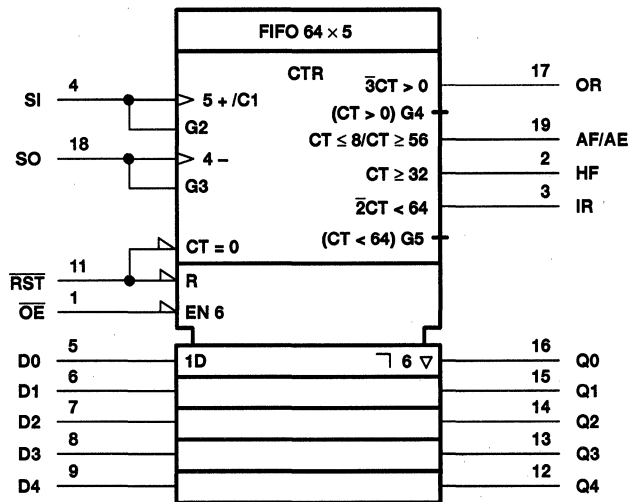 FIFO 64 × 5
CTR
SI 4 5 + /C1
G2
SO 18 4 –
G3
CT = 0
RST 11 R
OE 1 EN 6
3CT > 0 17 OR
(CT > 0) G4
CT ≤ 8/CT ≥ 56 19 AF/AE
CT ≥ 32 2 HF
2CT < 64 3 IR
(CT < 64) G5
D0 5 1D 6 ▽ 16 Q0
D1 6 15 Q1
D2 7 14 Q2
D3 8 13 Q3
D4 9 12 Q4